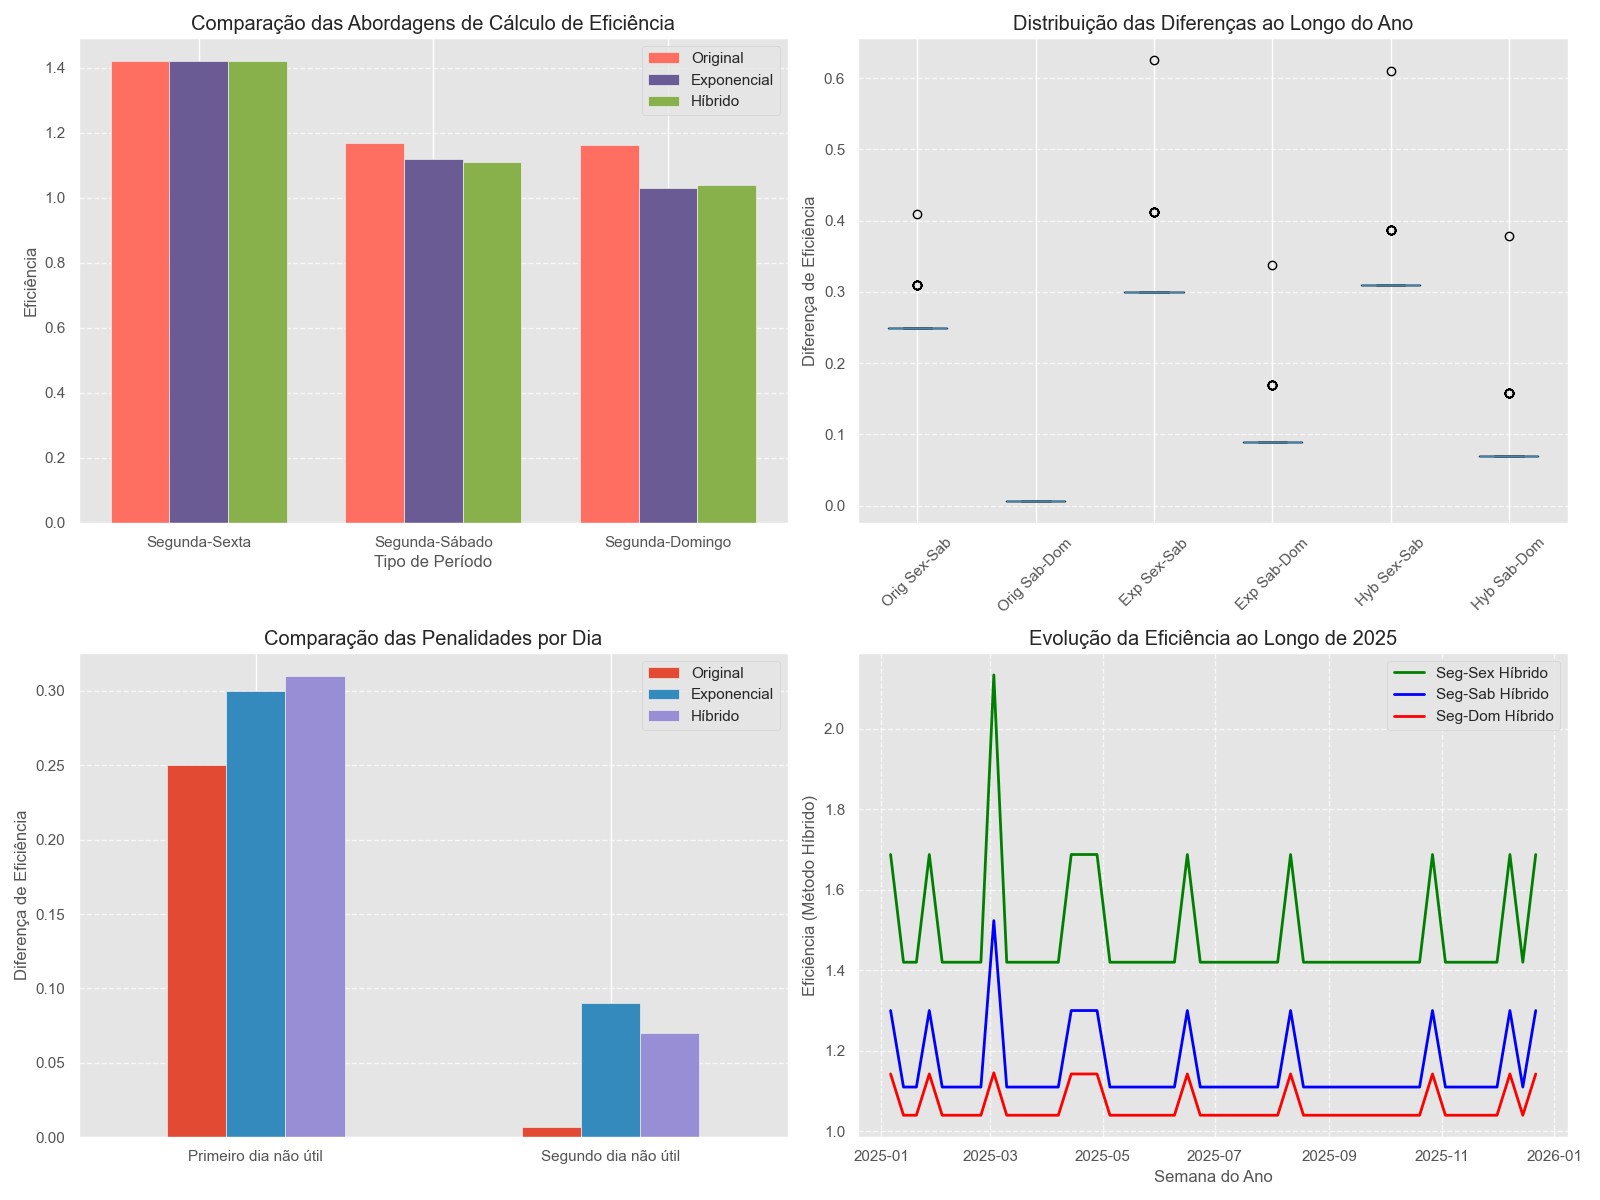 Comparação das Abordagens de Cálculo de Eficiência
Original
Exponencial
Híbrido
Eficiência
1.4
1.2
1.0
0.8
0.6
0.4
0.2
0.0
Segunda-Sexta
Segunda-Sábado
Segunda-Domingo
Tipo de Período
Distribuição das Diferenças ao Longo do Ano
Diferença de Eficiência
0.6
0.5
0.4
0.3
0.2
0.1
0.0
Orig Sex-Sab
Orig Sab-Dom
Exp Sex-Sab
Exp Sab-Dom
Hyb Sex-Sab
Hyb Sab-Dom
Comparação das Penalidades por Dia
Original
Exponencial
Híbrido
Diferença de Eficiência
0.30
0.25
0.20
0.15
0.10
0.05
0.00
Primeiro dia não útil
Segundo dia não útil
Evolução da Eficiência ao Longo de 2025
Seg-Sex Híbrido
Seg-Sab Híbrido
Seg-Dom Híbrido
Eficiência (Método Híbrido)
2.0
1.8
1.6
1.4
1.2
1.0
2025-01
2025-03
2025-05
2025-07
2025-09
2025-11
2026-01
Semana do Ano